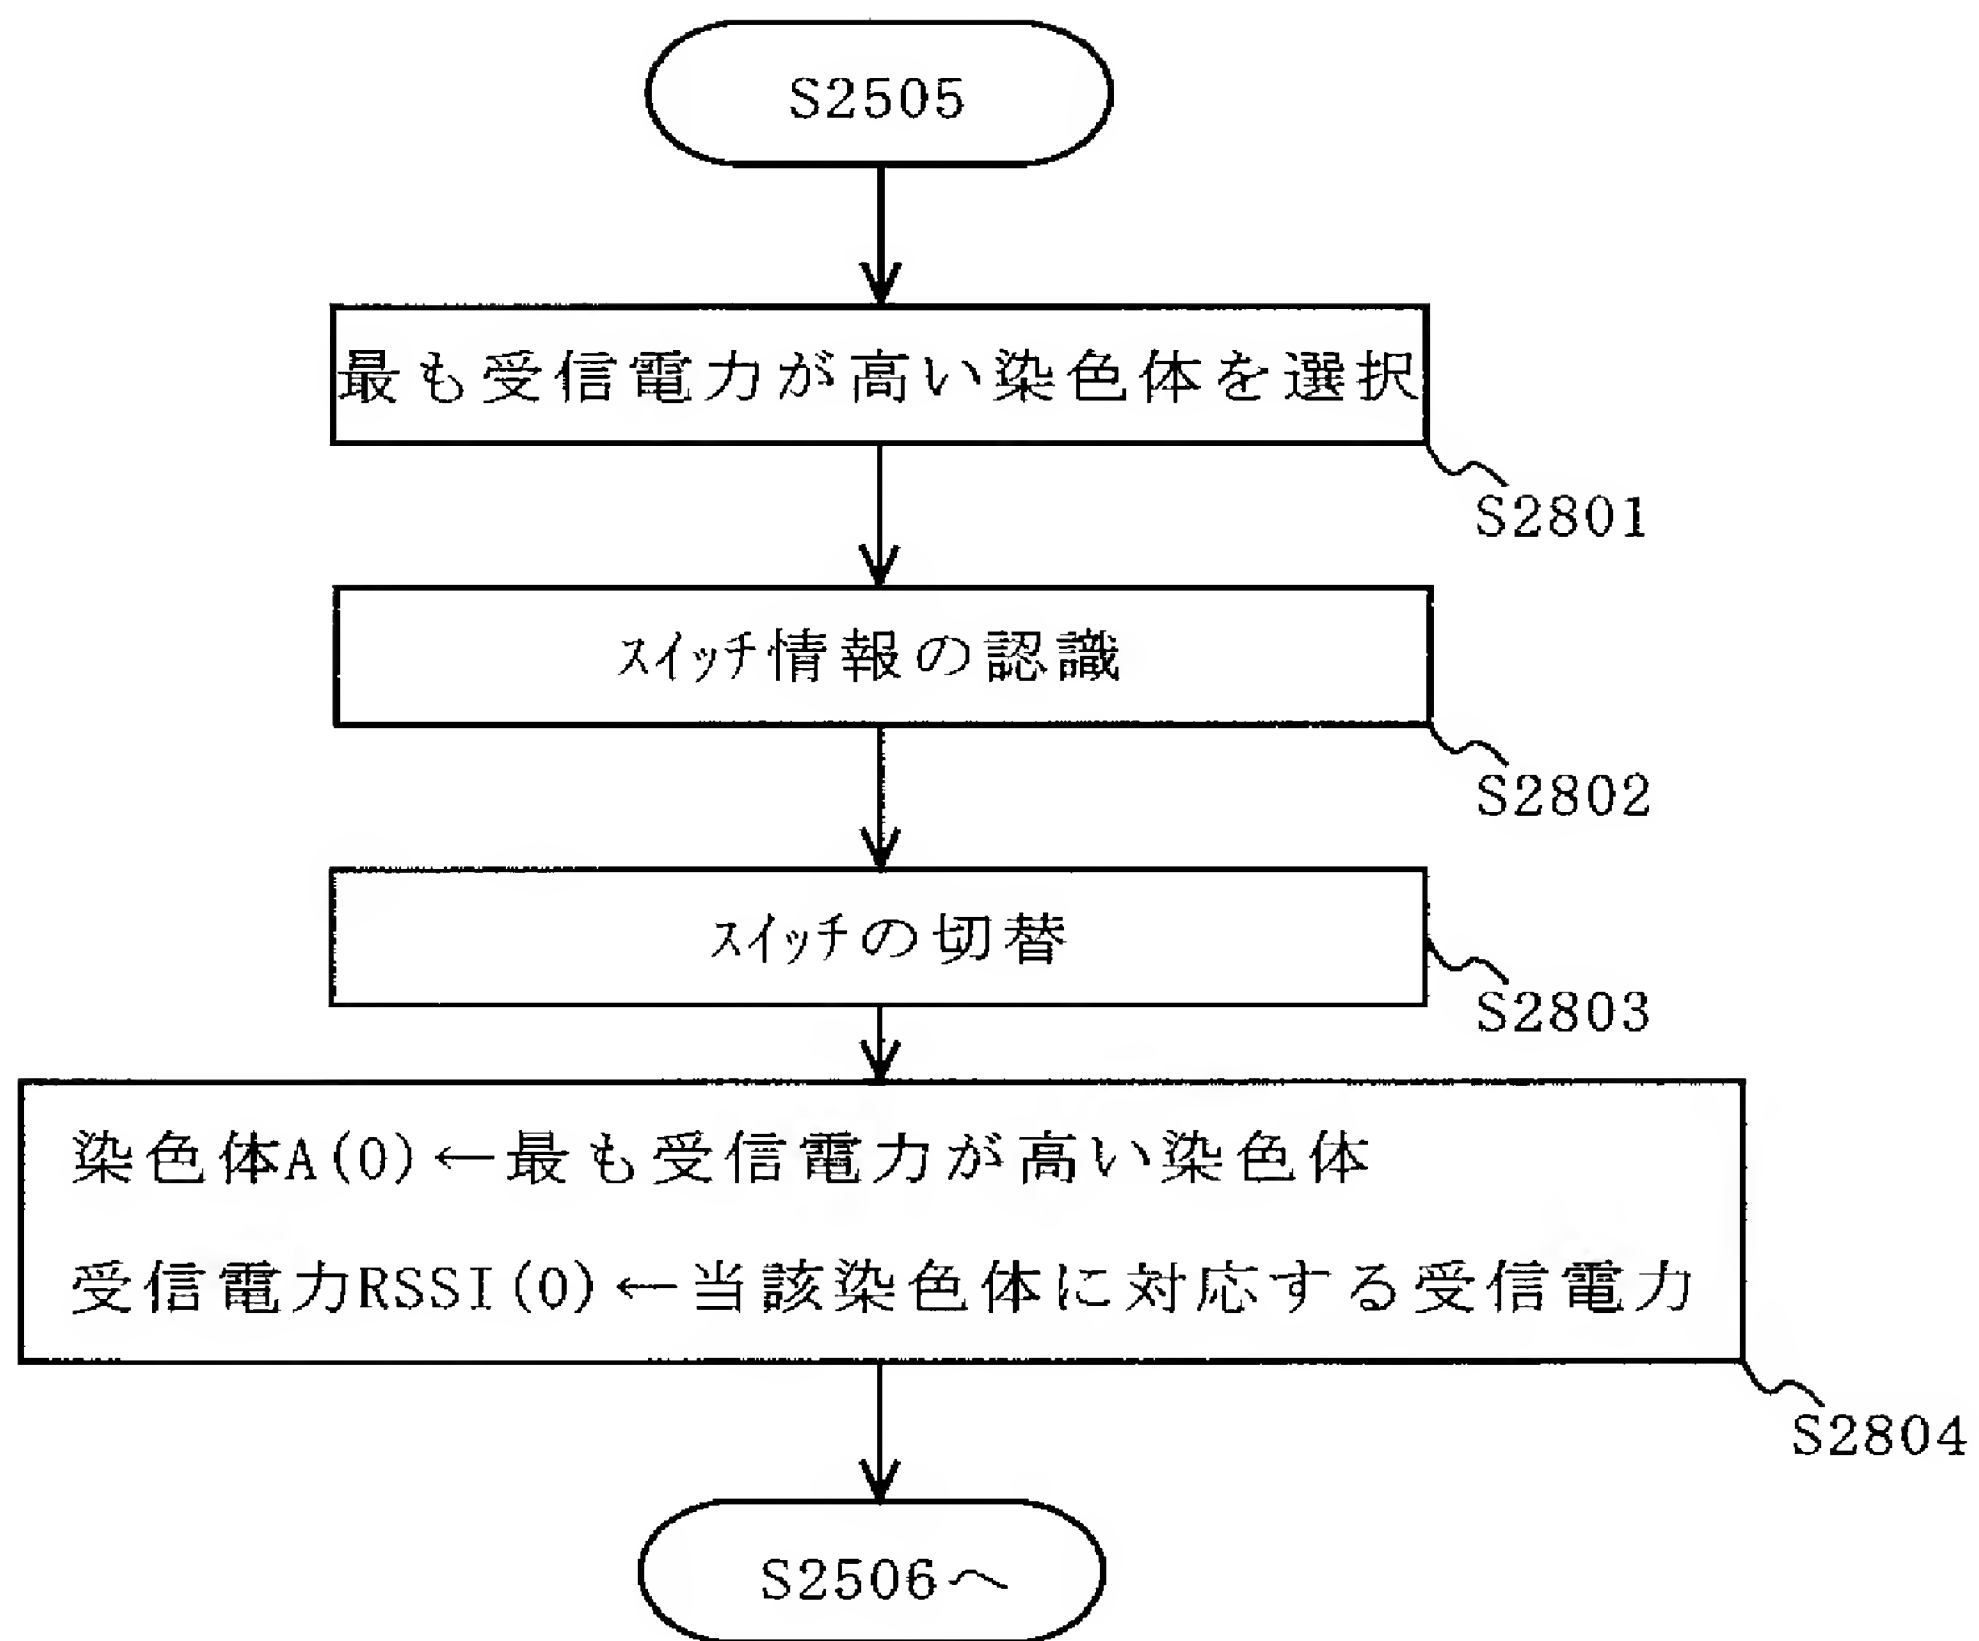 S2505
最も受信電力が高い染色体を選択
S2801
ｽｲｯﾁ情報の認識
S2802
ｽｲｯﾁの切替
S2803
染色体A(0)←最も受信電力が高い染色体
受信電力RSSI(0)←当該染色体に対応する受信電力
S2804
S2506へ